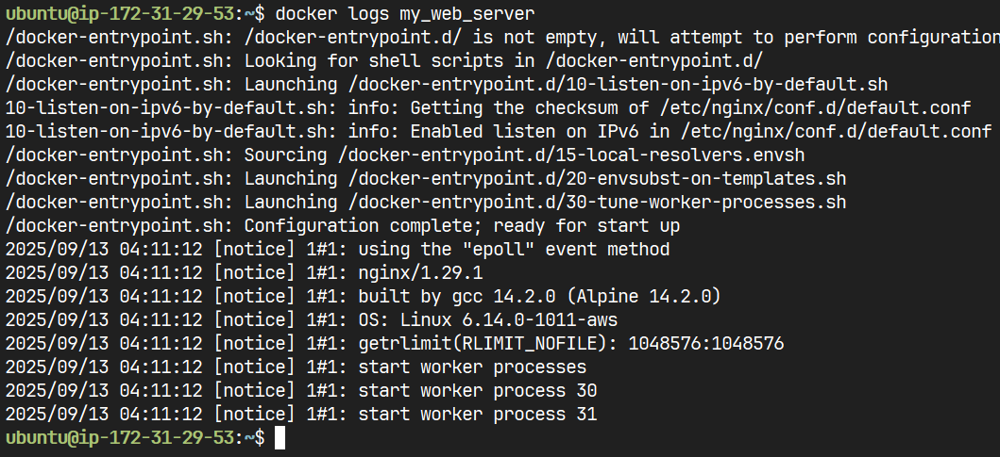 ubuntu@ip-172-31-29-53:~$ docker logs my_web_server
/docker-entrypoint.sh: /docker-entrypoint.d/ is not empty, will attempt to perform configuration
/docker-entrypoint.sh: Looking for shell scripts in /docker-entrypoint.d/
/docker-entrypoint.sh: Launching /docker-entrypoint.d/10-listen-on-ipv6-by-default.sh
10-listen-on-ipv6-by-default.sh: info: Getting the checksum of /etc/nginx/conf.d/default.conf
10-listen-on-ipv6-by-default.sh: info: Enabled listen on IPv6 in /etc/nginx/conf.d/default.conf
/docker-entrypoint.sh: Sourcing /docker-entrypoint.d/15-local-resolvers.envsh
/docker-entrypoint.sh: Launching /docker-entrypoint.d/20-envsubst-on-templates.sh
/docker-entrypoint.sh: Launching /docker-entrypoint.d/30-tune-worker-processes.sh
/docker-entrypoint.sh: Configuration complete; ready for start up
2025/09/13 04:11:12 [notice] 1#1: using the "epoll" event method
2025/09/13 04:11:12 [notice] 1#1: nginx/1.29.1
2025/09/13 04:11:12 [notice] 1#1: built by gcc 14.2.0 (Alpine 14.2.0)
2025/09/13 04:11:12 [notice] 1#1: OS: Linux 6.14.0-1011-aws
2025/09/13 04:11:12 [notice] 1#1: getrlimit(RLIMIT_NOFILE): 1048576:1048576
2025/09/13 04:11:12 [notice] 1#1: start worker processes
2025/09/13 04:11:12 [notice] 1#1: start worker process 30
2025/09/13 04:11:12 [notice] 1#1: start worker process 31
ubuntu@ip-172-31-29-53:~$